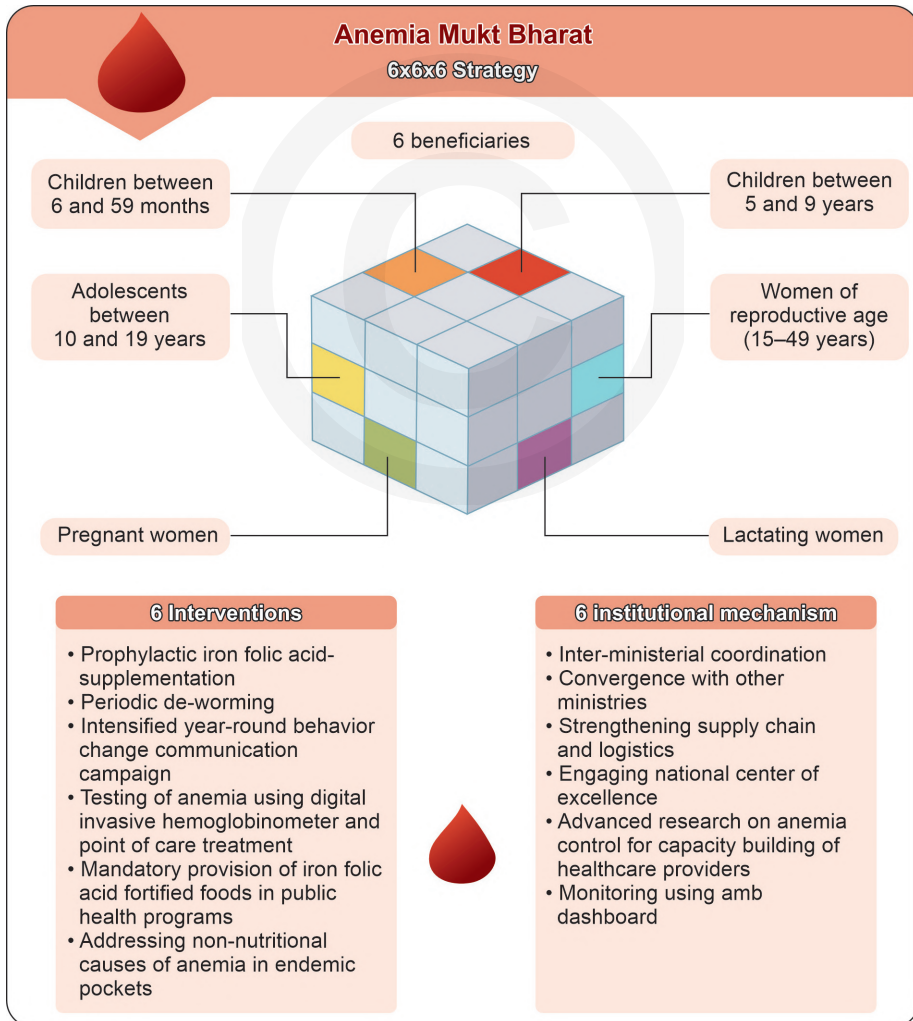 Anemia Mukt Bharat
6x6x6 Strategy
6 beneficiaries
Children between
6 and 59 months
Children between
5 and 9 years
Adolescents
between
10 and 19 years
Women of
reproductive age
(15–49 years)
Pregnant women
Lactating women
6 Interventions
• Prophylactic iron folic acid-
supplementation
• Periodic de-worming
• Intensified year-round behavior
change communication
campaign
• Testing of anemia using digital
invasive hemoglobinometer and
point of care treatment
• Mandatory provision of iron folic
acid fortified foods in public
health programs
• Addressing non-nutritional
causes of anemia in endemic
pockets
6 institutional mechanism
• Inter-ministerial coordination
• Convergence with other
ministries
• Strengthening supply chain
and logistics
• Engaging national center of
excellence
• Advanced research on anemia
control for capacity building of
healthcare providers
• Monitoring using amb
dashboard
©